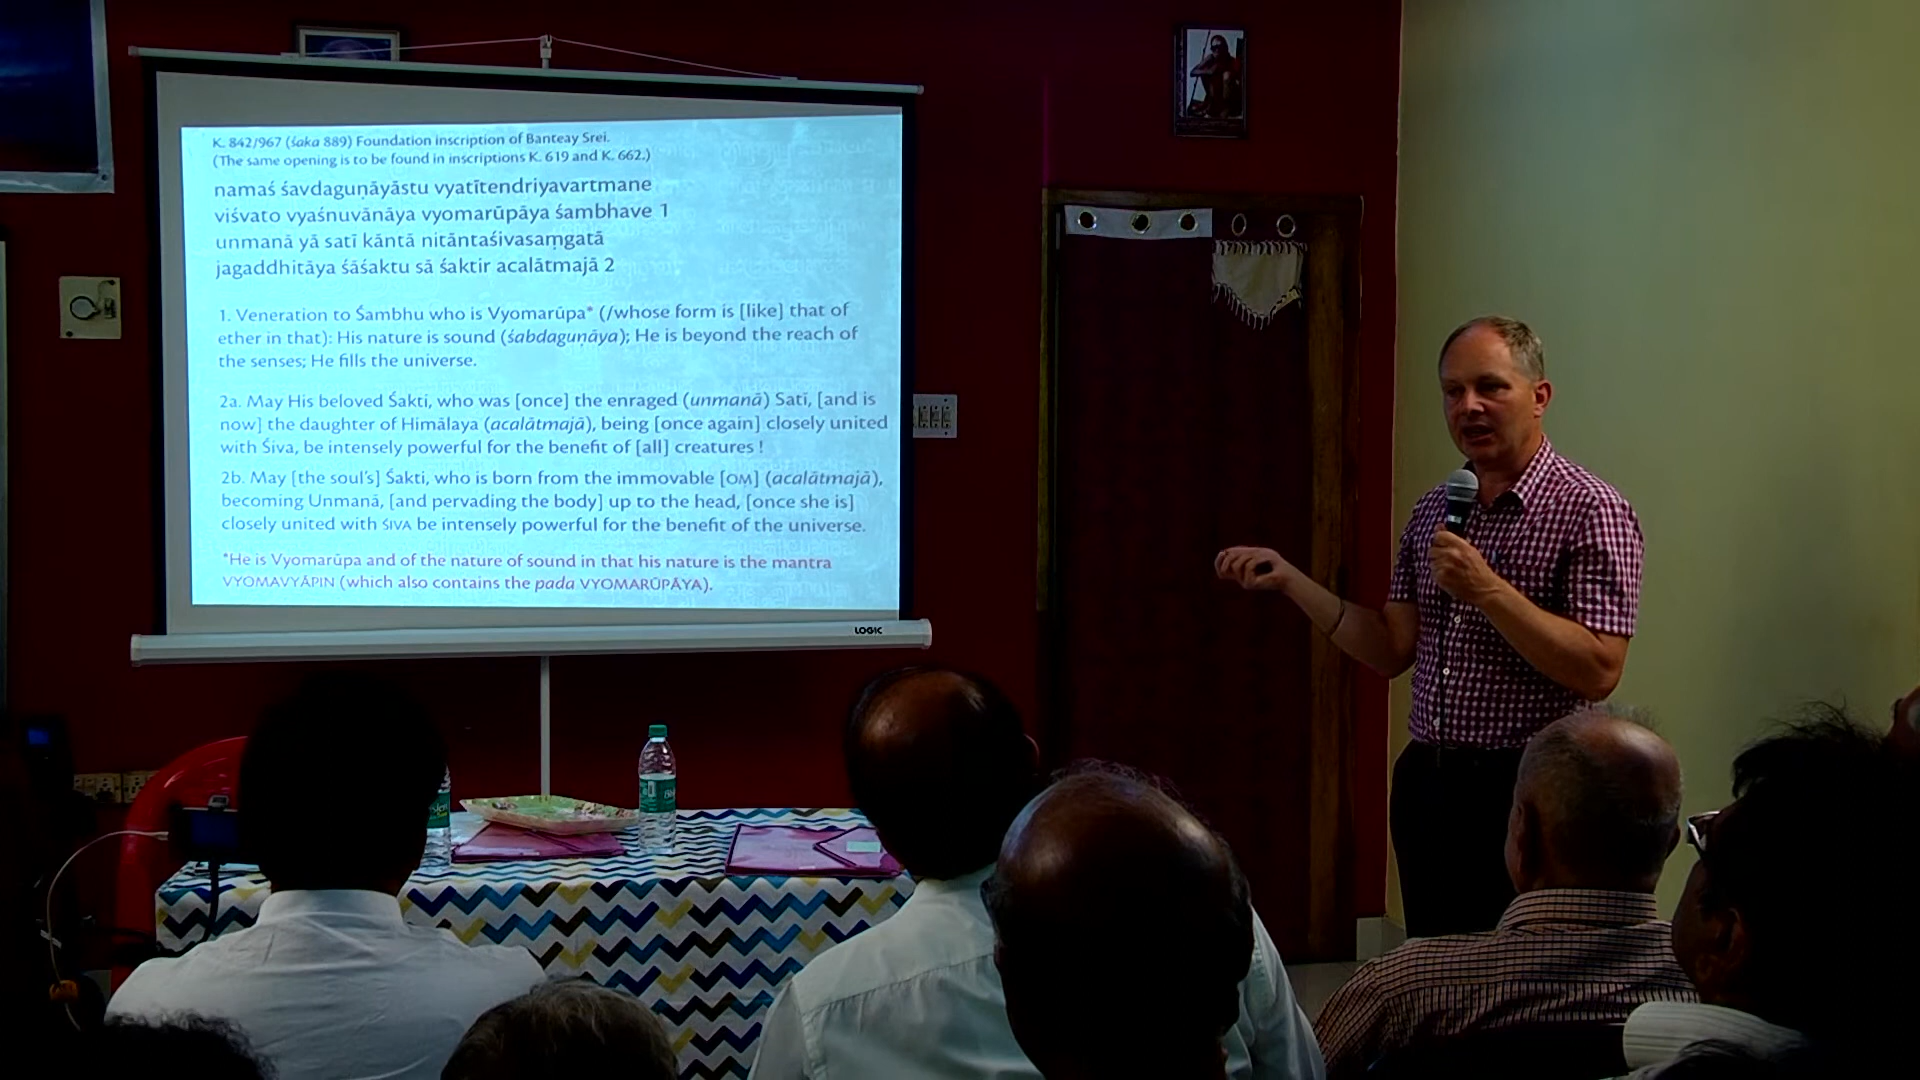 K. 842/967 (śaka 889) Foundation inscription of Banteay Srei.
(The same opening is to be found in inscriptions K. 619 and K. 662.)
namaś śavdaguṇāyāstu vyatītendriyavartmane
viśvato vyaśnuvānāya vyomarūpāya śambhave 1
unmanā yā satī kāntā nitāntaśivasaṃgatā
jagaddhitāya śāśaktu sā śaktir acalātmajā 2
1. Veneration to Śambhu who is Vyomarūpa* (/whose form is [like] that of
ether in that): His nature is sound (śabdaguṇāya); He is beyond the reach of
the senses; He fills the universe.
2a. May His beloved Śakti, who was [once] the enraged (unmanā) Satī, [and is
now] the daughter of Himālaya (acalātmajā), being [once again] closely united
with Śiva, be intensely powerful for the benefit of [all] creatures !
2b. May [the soul's] Śakti, who is born from the immovable [OṂ] (acalātmajā),
becoming Unmanā, [and pervading the body] up to the head, [once she is]
closely united with ŚIVA be intensely powerful for the benefit of the universe.
*He is Vyomarūpa and of the nature of sound in that his nature is the mantra
VYOMAVYĀPIN (which also contains the pada VYOMARŪPĀYA).
LOGIC